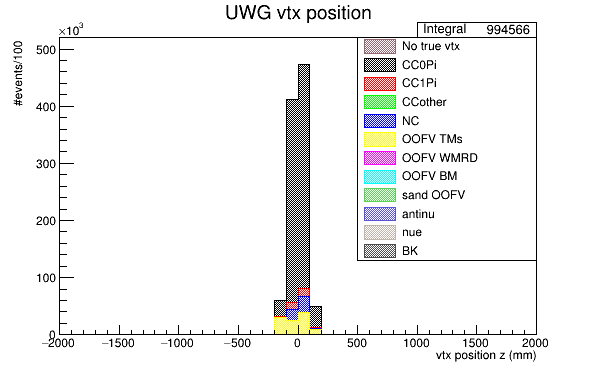 UWG vtx position
×10³
Integral 994566
#events/100
500
400
300
200
100
0
No true vtx
CC0Pi
CC1Pi
CCother
NC
OOFV TMs
OOFV WMRD
OOFV BM
sand OOFV
antinu
nue
BK
−2000 −1500 −1000 −500 0 500 1000 1500 2000
vtx position z (mm)